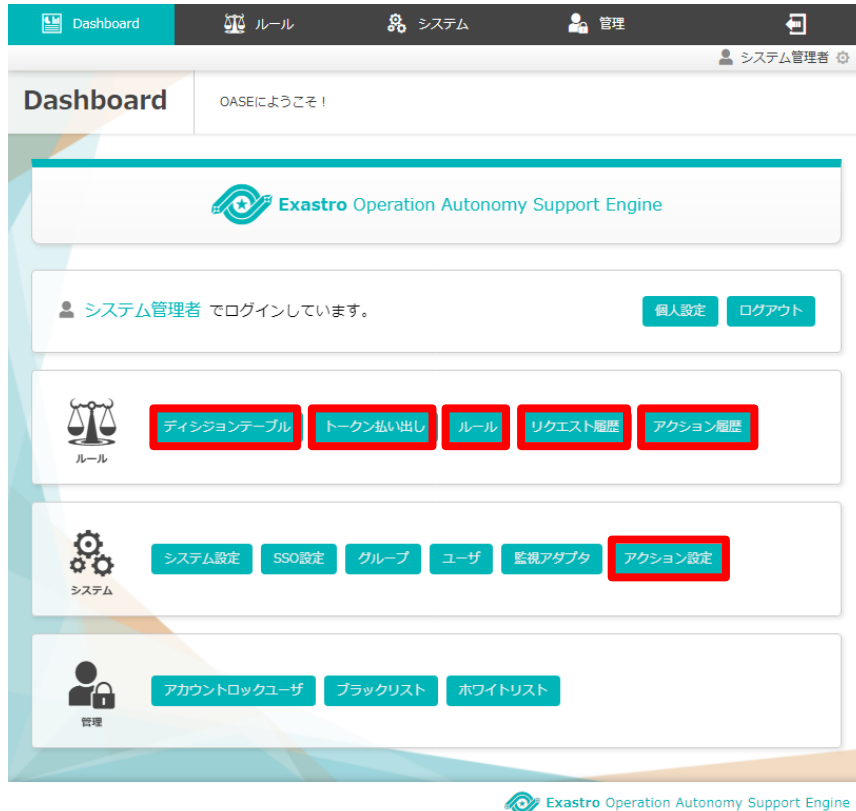 Dashboard ルール システム 管理
システム管理者
Dashboard OASEにようこそ！
Exastro Operation Autonomy Support Engine
システム管理者 でログインしています。 個人設定 ログアウト
ディシジョンテーブル トークン払い出し ルール リクエスト履歴 アクション履歴
ルール
システム設定 SSO設定 グループ ユーザ 監視アダプタ アクション設定
システム
アカウントロックユーザ ブラックリスト ホワイトリスト
管理
Exastro Operation Autonomy Support Engine